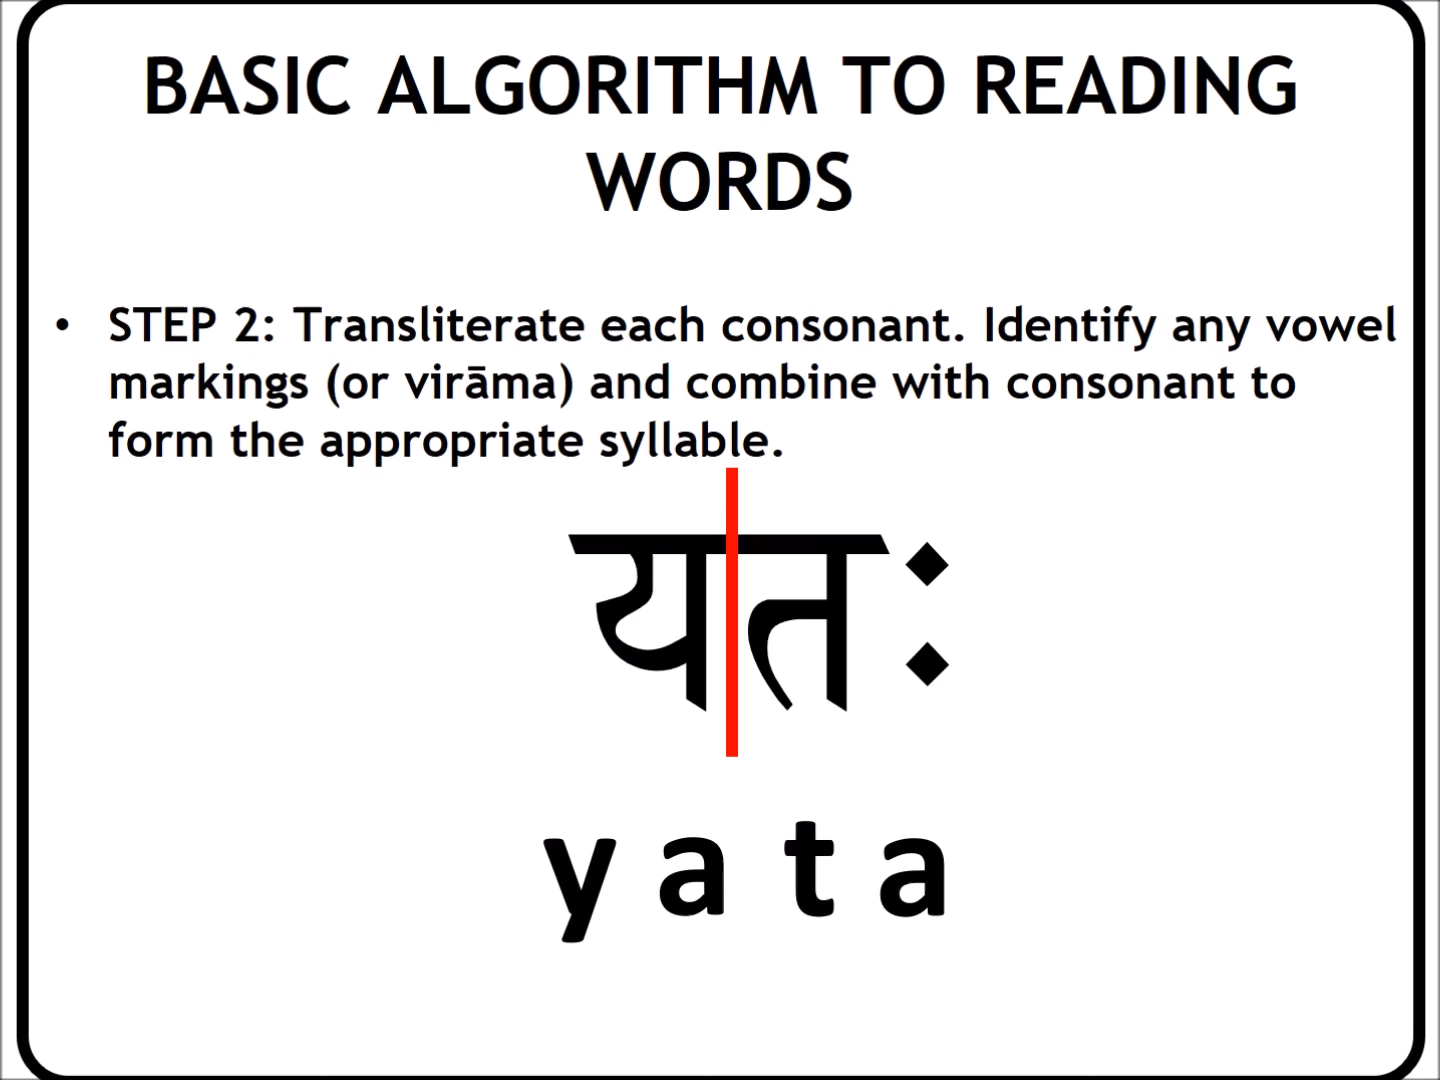 BASIC ALGORITHM TO READING
WORDS
• STEP 2: Transliterate each consonant. Identify any vowel
markings (or virāma) and combine with consonant to
form the appropriate syllable.
यतः
y a t a